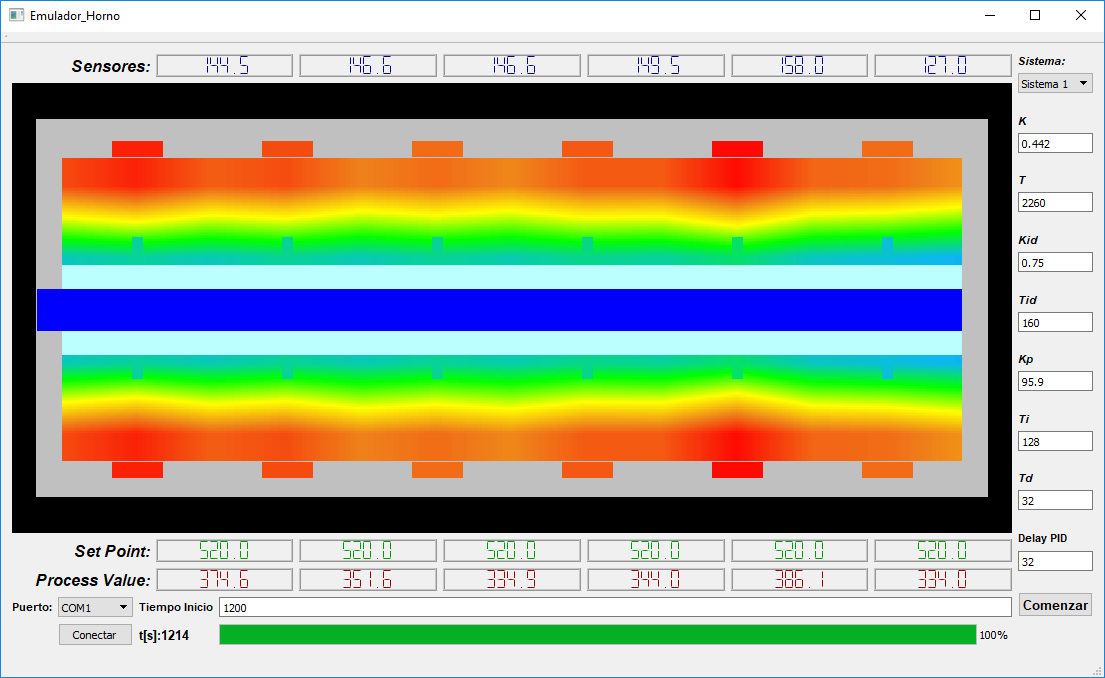 Emulador_Horno
Sensores: 144.5 146.6 146.6 149.5 158.0 127.0
Sistema:
Sistema 1
K
0.442
T
2260
Kid
0.75
Tid
160
Kp
95.9
Ti
128
Td
32
Delay PID
32
Set Point: 520.0 520.0 520.0 520.0 520.0 520.0
Process Value: 374.6 351.6 334.9 344.0 386.1 334.0
Puerto: COM1 Tiempo Inicio 1200
Comenzar
Conectar t[s]:1214 100%